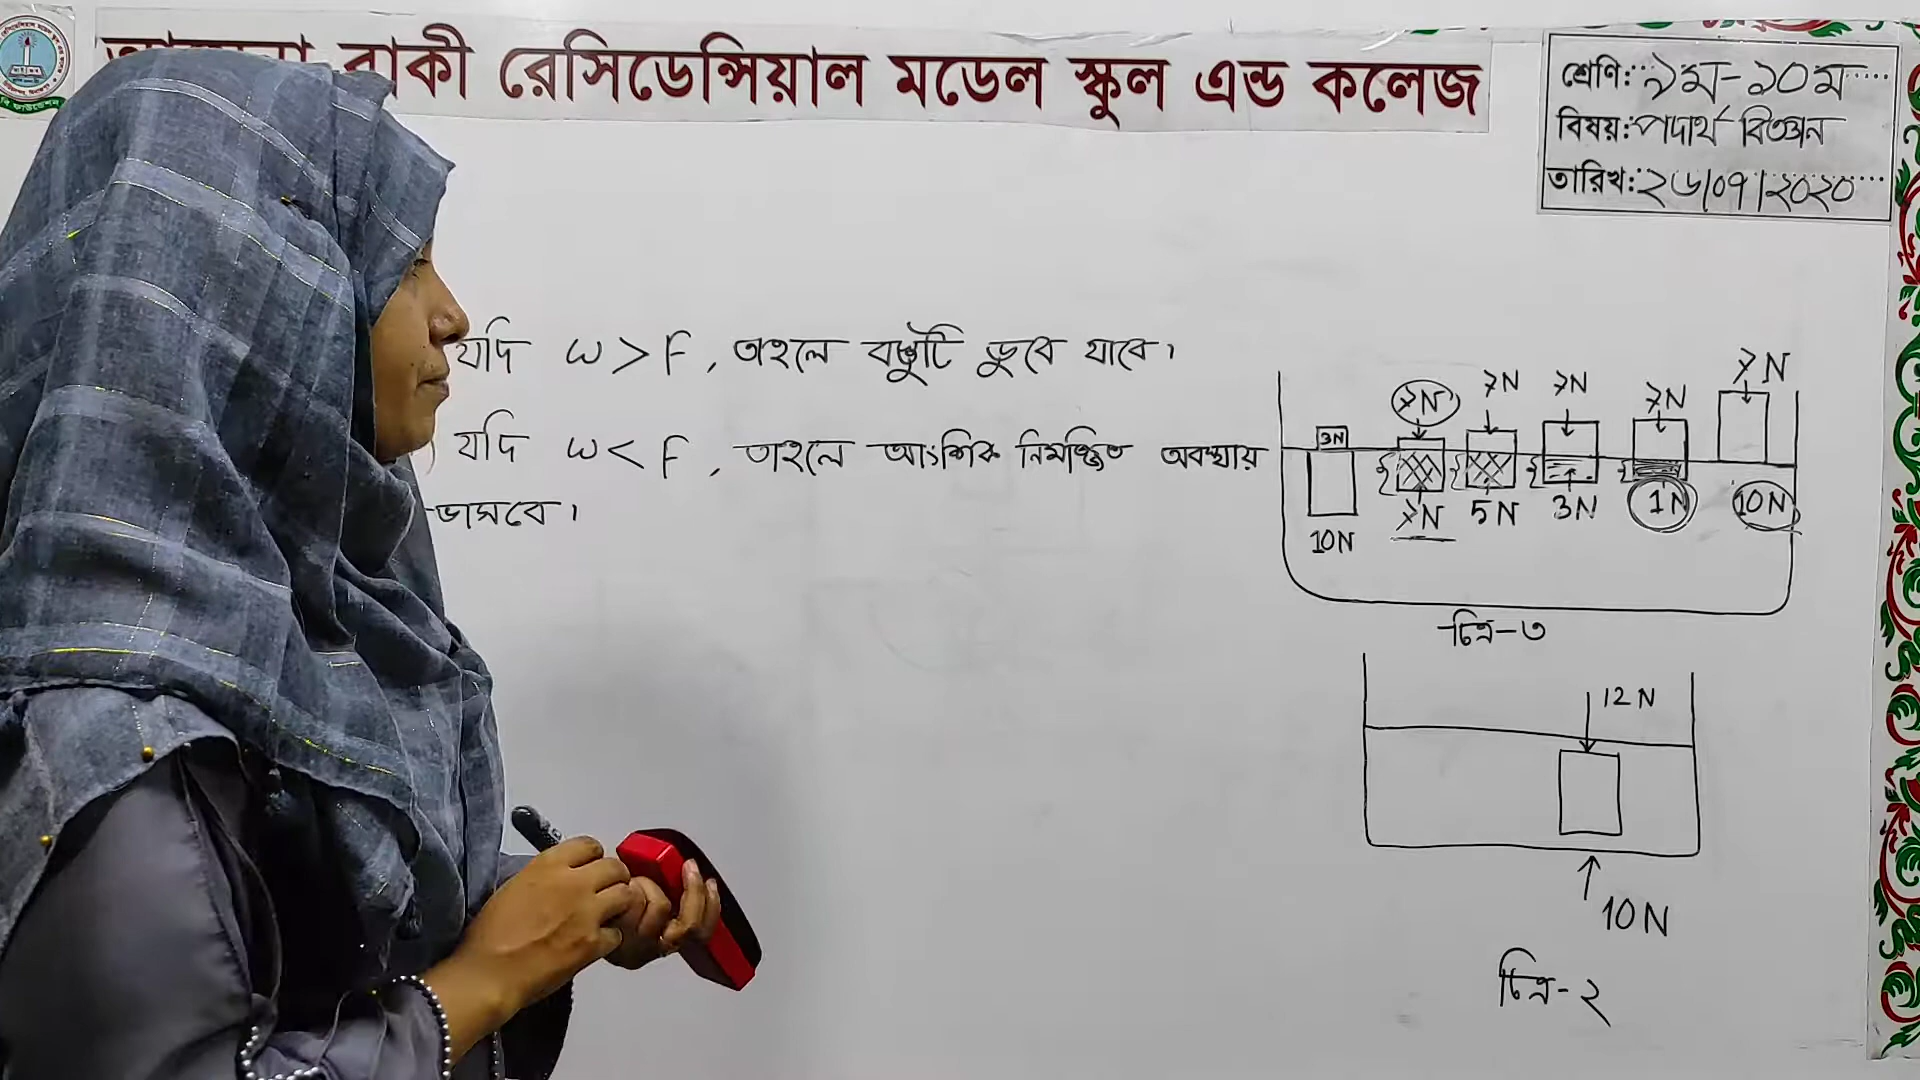 বাকী রেসিডেন্সিয়াল মডেল স্কুল এন্ড কলেজ
শ্রেণি: ৯ম-১০ম
বিষয়: পদার্থ বিজ্ঞান
তারিখ: ২৬/০৭/২০২০
যদি W > F, তাহলে বস্তুটি ডুবে যাবে।
যদি W < F, তাহলে আংশিক নিমজ্জিত অবস্থায়
ভাসবে।
7N 7N 7N 7N 7N
3N
10N 7N 5N 3N 1N 10N
চিত্র-৩
12 N
10 N
চিত্র-২